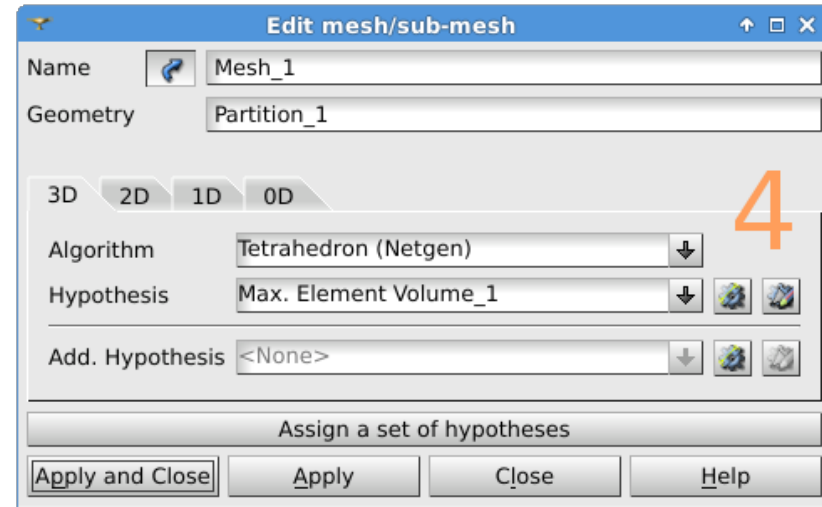 Edit mesh/sub-mesh
Name Mesh_1
Geometry Partition_1
3D 2D 1D 0D
4
Algorithm Tetrahedron (Netgen)
Hypothesis Max. Element Volume_1
Add. Hypothesis <None>
Assign a set of hypotheses
Apply and Close Apply Close Help